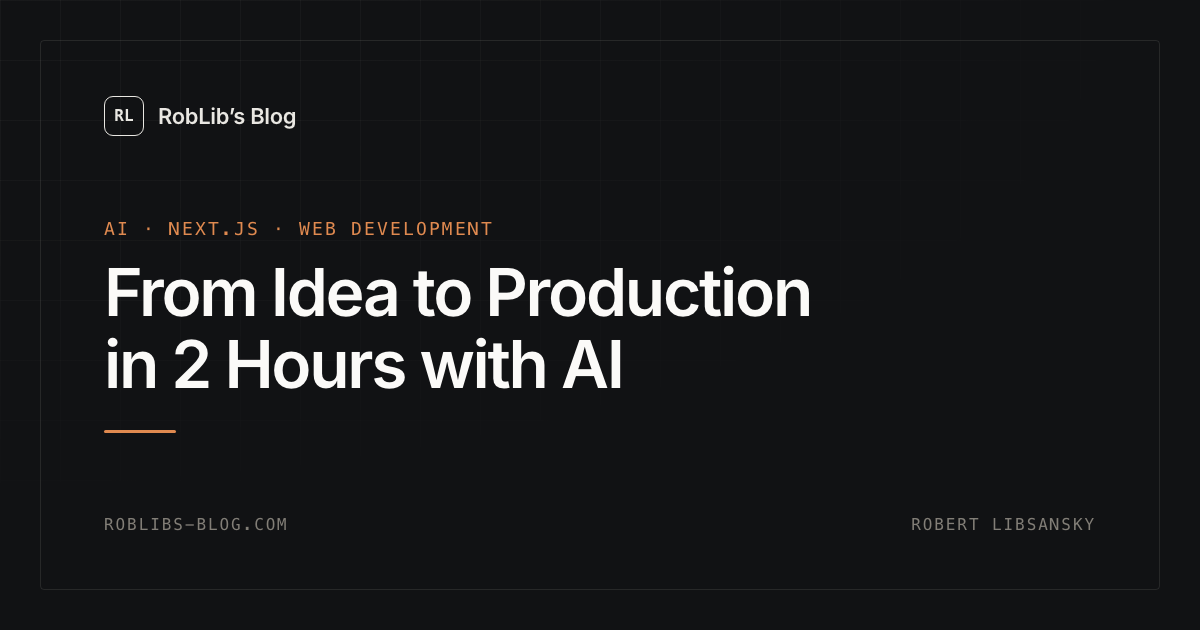 RL RobLib’s Blog
AI · NEXT.JS · WEB DEVELOPMENT
From Idea to Production
in 2 Hours with AI
ROBLIBS-BLOG.COM
ROBERT LIBSANSKY